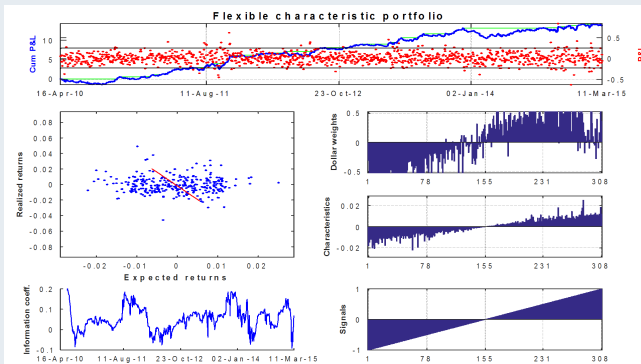 Flexible characteristic portfolio
Cum P&L
10
5
0
0.5
0
-0.5
P&L
16-Apr-10 11-Aug-11 23-Oct-12 02-Jan-14 11-Mar-15
Realized returns
0.08
0.06
0.04
0.02
0
-0.02
-0.04
-0.06
-0.08
-0.02 -0.01 0 0.01 0.02
Expected returns
Dollar weights
0.5
0
-0.5
1 78 155 231 308
Characteristics
0.02
0
-0.02
1 78 155 231 308
Information coeff.
0.2
0.1
0
-0.1
16-Apr-10 11-Aug-11 23-Oct-12 02-Jan-14 11-Mar-15
Signals
1
0
-1
1 78 155 231 308